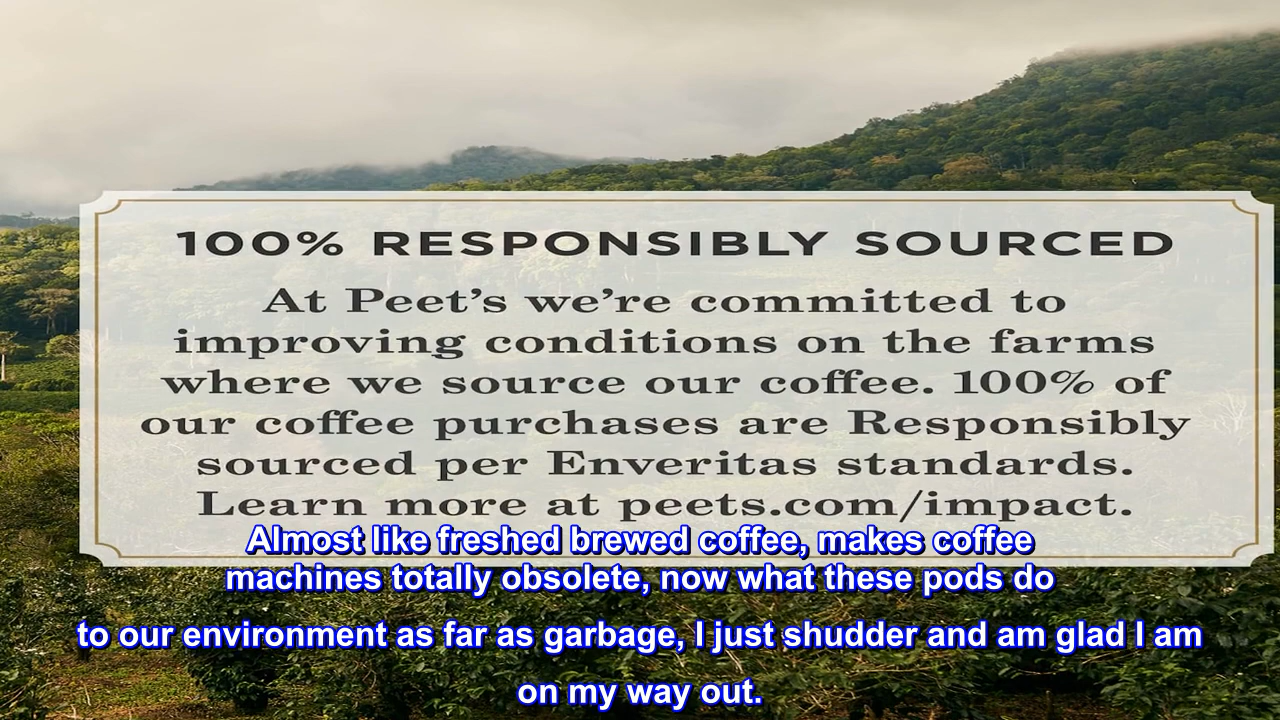 100% RESPONSIBLY SOURCED
At Peet's we're committed to
improving conditions on the farms
where we source our coffee. 100% of
our coffee purchases are Responsibly
sourced per Enveritas standards.
Learn more at peets.com/impact.
Almost like freshed brewed coffee, makes coffee
machines totally obsolete, now what these pods do
to our environment as far as garbage, I just shudder and am glad I am
on my way out.